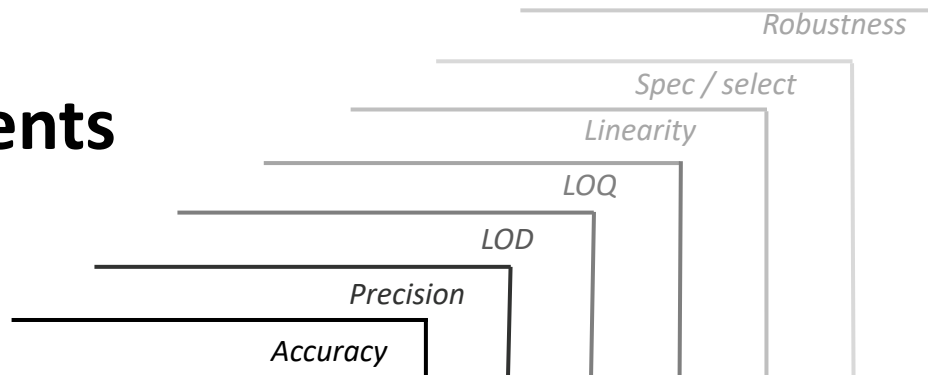 Robustness
Spec / select
ents
Linearity
LOQ
LOD
Precision
Accuracy